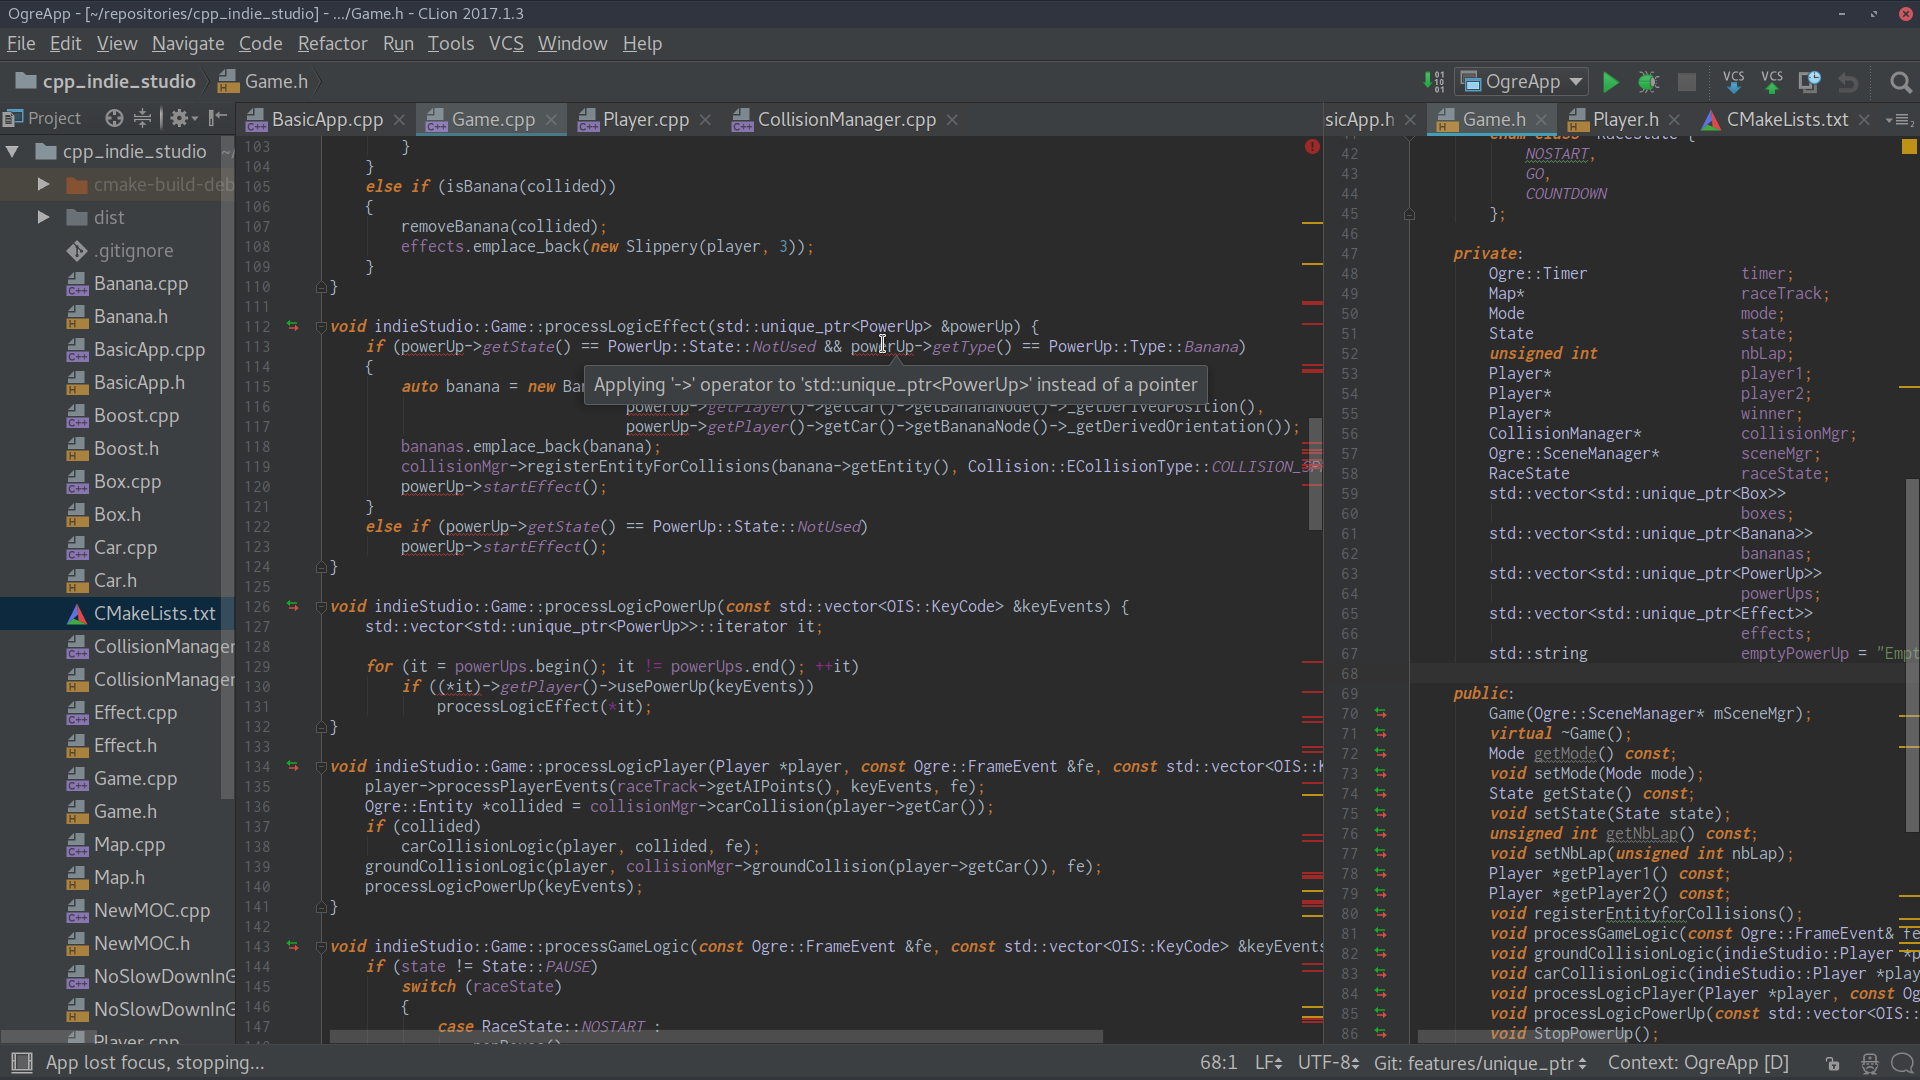 OgreApp - [~/repositories/cpp_indie_studio] - .../Game.h - CLion 2017.1.3
File Edit View Navigate Code Refactor Run Tools VCS Window Help
cpp_indie_studio Game.h OgreApp VCS VCS
Project
BasicApp.cpp Game.cpp Player.cpp CollisionManager.cpp sicApp.h Game.h Player.h CMakeLists.txt
cpp_indie_studio
cmake-build-deb
dist
.gitignore
Banana.cpp
Banana.h
BasicApp.cpp
BasicApp.h
Boost.cpp
Boost.h
Box.cpp
Box.h
Car.cpp
Car.h
CMakeLists.txt
CollisionManager
CollisionManager
Effect.cpp
Effect.h
Game.cpp
Game.h
Map.cpp
Map.h
NewMOC.cpp
NewMOC.h
NoSlowDownInG
NoSlowDownInG
Player.cpp
103 }
104 }
105 else if (isBanana(collided))
106 {
107 removeBanana(collided);
108 effects.emplace_back(new Slippery(player, 3));
109 }
110 }
111
112 void indieStudio::Game::processLogicEffect(std::unique_ptr<PowerUp> &powerUp) {
113 if (powerUp->getState() == PowerUp::State::NotUsed && powerUp->getType() == PowerUp::Type::Banana)
114 {
Applying '->' operator to 'std::unique_ptr<PowerUp>' instead of a pointer
115 auto banana = new Ban
116 powerUp->getPlayer()->getCar()->getBananaNode()->_getDerivedPosition(),
117 powerUp->getPlayer()->getCar()->getBananaNode()->_getDerivedOrientation());
118 bananas.emplace_back(banana);
119 collisionMgr->registerEntityForCollisions(banana->getEntity(), Collision::ECollisionType::COLLISION_
120 powerUp->startEffect();
121 }
122 else if (powerUp->getState() == PowerUp::State::NotUsed)
123 powerUp->startEffect();
124 }
125
126 void indieStudio::Game::processLogicPowerUp(const std::vector<OIS::KeyCode> &keyEvents) {
127 std::vector<std::unique_ptr<PowerUp>>::iterator it;
128
129 for (it = powerUps.begin(); it != powerUps.end(); ++it)
130 if ((*it)->getPlayer()->usePowerUp(keyEvents))
131 processLogicEffect(*it);
132 }
133
134 void indieStudio::Game::processLogicPlayer(Player *player, const Ogre::FrameEvent &fe, const std::vector<OIS::K
135 player->processPlayerEvents(raceTrack->getAIPoints(), keyEvents, fe);
136 Ogre::Entity *collided = collisionMgr->carCollision(player->getCar());
137 if (collided)
138 carCollisionLogic(player, collided, fe);
139 groundCollisionLogic(player, collisionMgr->groundCollision(player->getCar()), fe);
140 processLogicPowerUp(keyEvents);
141 }
142
143 void indieStudio::Game::processGameLogic(const Ogre::FrameEvent &fe, const std::vector<OIS::KeyCode> &keyEvents
144 if (state != State::PAUSE)
145 switch (raceState)
146 {
147 case RaceState::NOSTART :
42 NOSTART,
43 GO,
44 COUNTDOWN
45 };
46
47 private:
48 Ogre::Timer timer;
49 Map* raceTrack;
50 Mode mode;
51 State state;
52 unsigned int nbLap;
53 Player* player1;
54 Player* player2;
55 Player* winner;
56 CollisionManager* collisionMgr;
57 Ogre::SceneManager* sceneMgr;
58 RaceState raceState;
59 std::vector<std::unique_ptr<Box>>
60 boxes;
61 std::vector<std::unique_ptr<Banana>>
62 bananas;
63 std::vector<std::unique_ptr<PowerUp>>
64 powerUps;
65 std::vector<std::unique_ptr<Effect>>
66 effects;
67 std::string emptyPowerUp = "Empt
68
69 public:
70 Game(Ogre::SceneManager* mSceneMgr);
71 virtual ~Game();
72 Mode getMode() const;
73 void setMode(Mode mode);
74 State getState() const;
75 void setState(State state);
76 unsigned int getNbLap() const;
77 void setNbLap(unsigned int nbLap);
78 Player *getPlayer1() const;
79 Player *getPlayer2() const;
80 void registerEntityforCollisions();
81 void processGameLogic(const Ogre::FrameEvent& fe
82 void groundCollisionLogic(indieStudio::Player *p
83 void carCollisionLogic(indieStudio::Player *play
84 void processLogicPlayer(Player *player, const Og
85 void processLogicPowerUp(const std::vector<OIS::
86 void StopPowerUp();
App lost focus, stopping... 68:1 LF UTF-8 Git: features/unique_ptr Context: OgreApp [D]